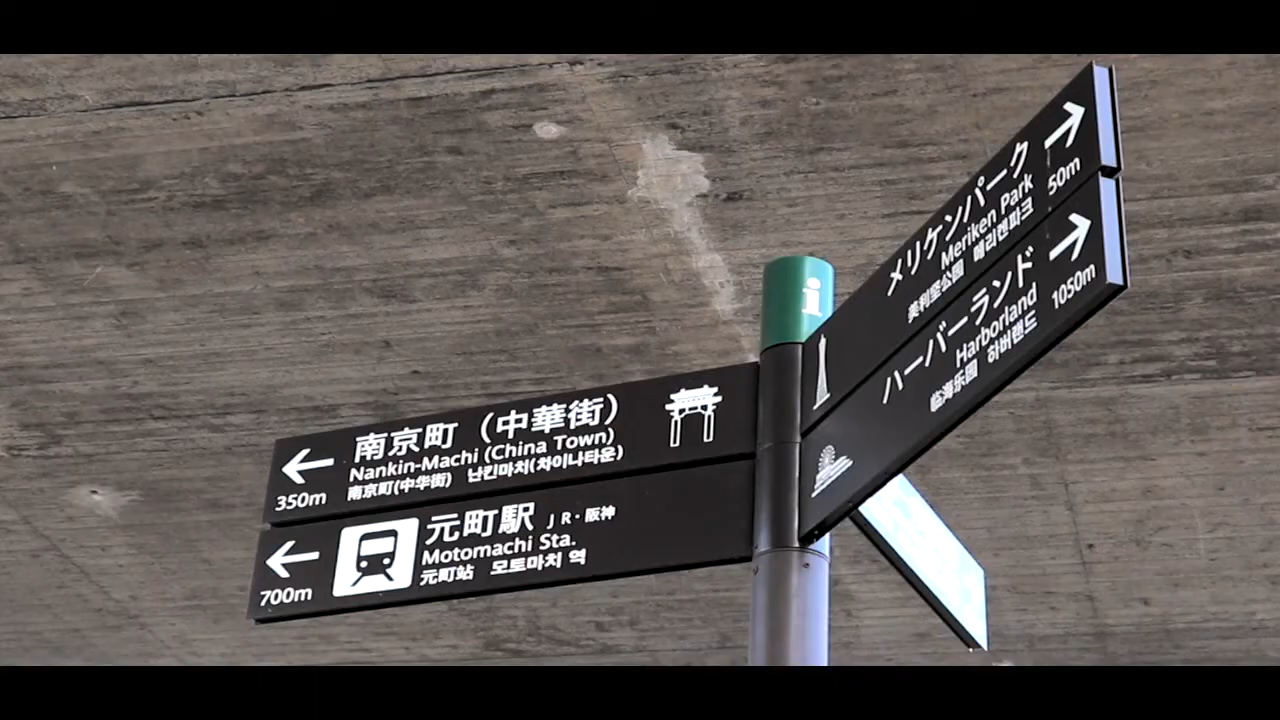 i
メリケンパーク
Meriken Park
美利坚公园 메리켄파크
50m
ハーバーランド
Harborland
临海乐园 하버랜드
1050m
南京町（中華街）
Nankin-Machi (China Town)
南京町(中华街) 난킨마치(차이나타운)
350m
元町駅 JR・阪神
Motomachi Sta.
元町站 모토마치 역
700m